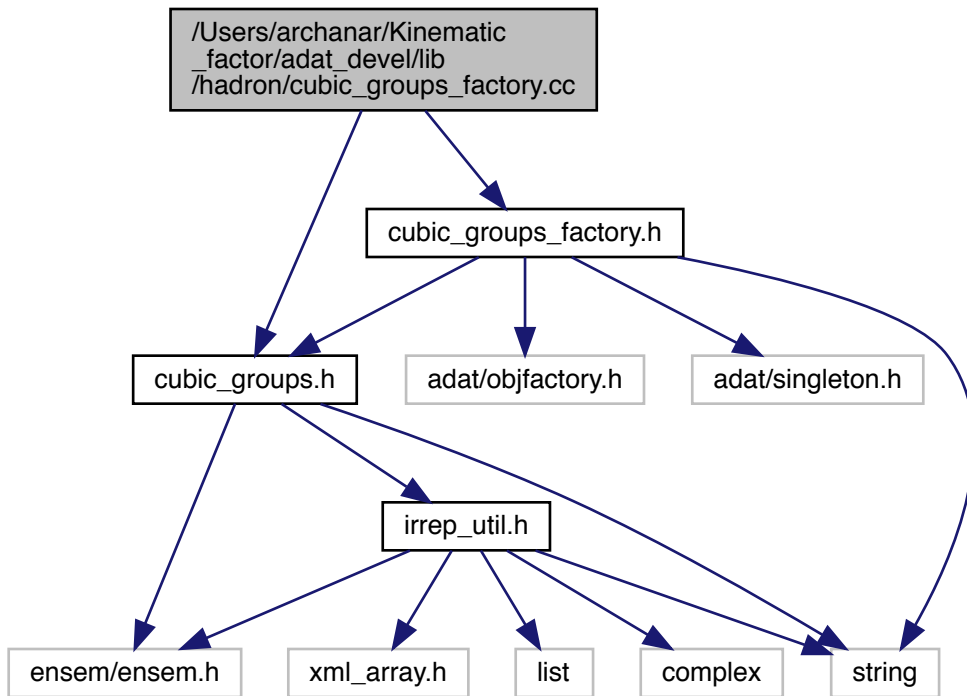 /Users/archanar/Kinematic
_factor/adat_devel/lib
/hadron/cubic_groups_factory.cc
cubic_groups_factory.h
cubic_groups.h
adat/objfactory.h
adat/singleton.h
irrep_util.h
ensem/ensem.h
xml_array.h
list
complex
string